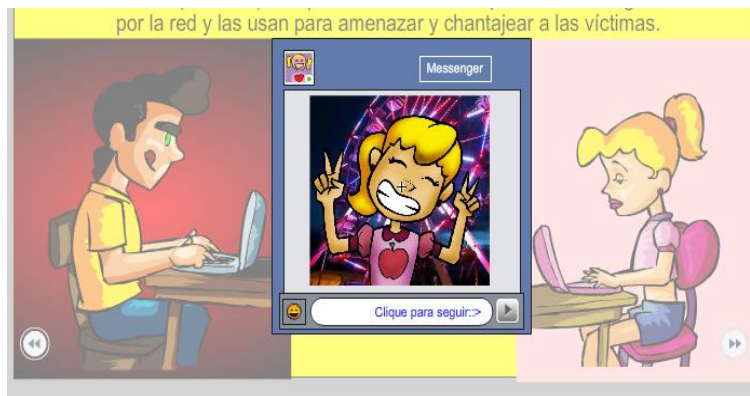 por la red y las usan para amenazar y chantajear a las víctimas.
Messenger
Clique para seguir::>